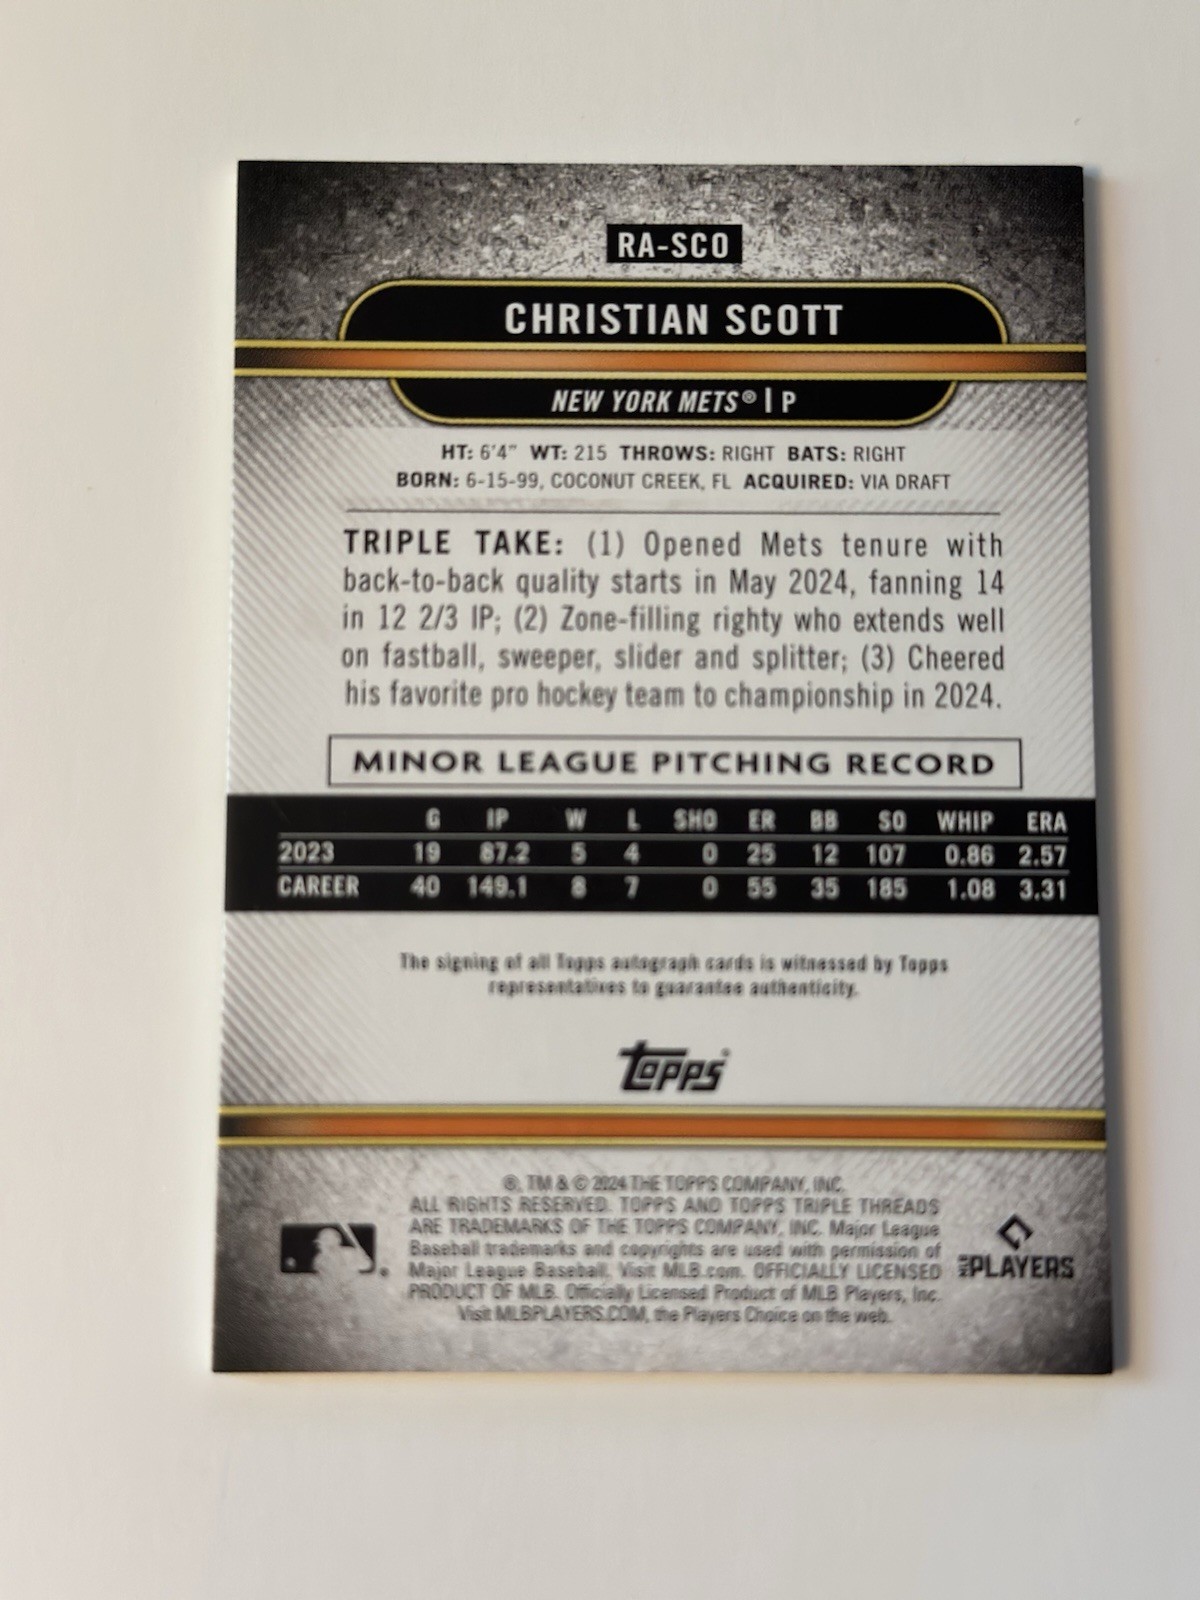 RA-SCO
CHRISTIAN SCOTT
NEW YORK METS® | P
HT: 6'4" WT: 215 THROWS: RIGHT BATS: RIGHT
BORN: 6-15-99, COCONUT CREEK, FL ACQUIRED: VIA DRAFT
TRIPLE TAKE: (1) Opened Mets tenure with
back-to-back quality starts in May 2024, fanning 14
in 12 2/3 IP; (2) Zone-filling righty who extends well
on fastball, sweeper, slider and splitter; (3) Cheered
his favorite pro hockey team to championship in 2024.
MINOR LEAGUE PITCHING RECORD
G IP W L SHO ER BB SO WHIP ERA
2023 19 87.2 5 4 0 25 12 107 0.86 2.57
CAREER 40 149.1 8 7 0 55 35 185 1.08 3.31
The signing of all Topps autograph cards is witnessed by Topps
representatives to guarantee authenticity.
Topps®
®, TM & © 2024 THE TOPPS COMPANY, INC.
ALL RIGHTS RESERVED. TOPPS AND TOPPS TRIPLE THREADS
ARE TRADEMARKS OF THE TOPPS COMPANY, INC. Major League
Baseball trademarks and copyrights are used with permission of
Major League Baseball. Visit MLB.com. OFFICIALLY LICENSED
PRODUCT OF MLB. Officially Licensed Product of MLB Players, Inc.
Visit MLBPLAYERS.COM, the Players Choice on the web.
MLB PLAYERS